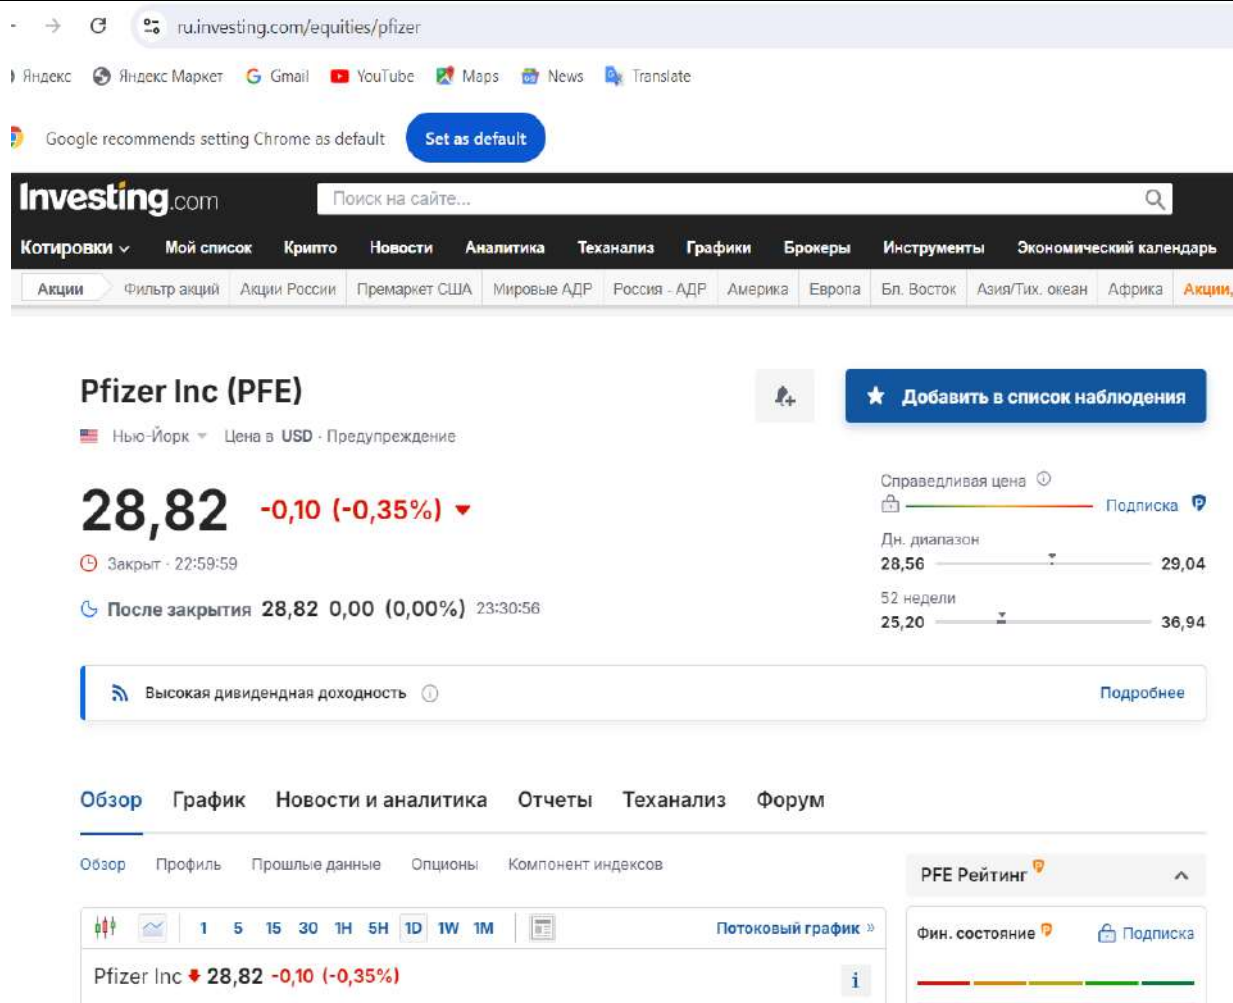 ru.investing.com/equities/pfizer
Яндекс Яндекс Маркет Gmail YouTube Maps News Translate
Google recommends setting Chrome as default Set as default
Investing.com Поиск на сайте...
Котировки Мой список Крипто Новости Аналитика Теханализ Графики Брокеры Инструменты Экономический календарь
Акции Фильтр акций Акции России Премаркет США Мировые АДР Россия - АДР Америка Европа Бл. Восток Азия/Тих. океан Африка Акции,
Pfizer Inc (PFE)
Добавить в список наблюдения
Нью-Йорк Цена в USD · Предупреждение
Справедливая цена
28,82 -0,10 (-0,35%)
Подписка
Дн. диапазон
Закрыт · 22:59:59
28,56 29,04
52 недели
После закрытия 28,82 0,00 (0,00%) 23:30:56
25,20 36,94
Высокая дивидендная доходность Подробнее
Обзор График Новости и аналитика Отчеты Теханализ Форум
Обзор Профиль Прошлые данные Опционы Компонент индексов
PFE Рейтинг
1 5 15 30 1H 5H 1D 1W 1M Потоковый график »
Фин. состояние Подписка
Pfizer Inc 28,82 -0,10 (-0,35%) i